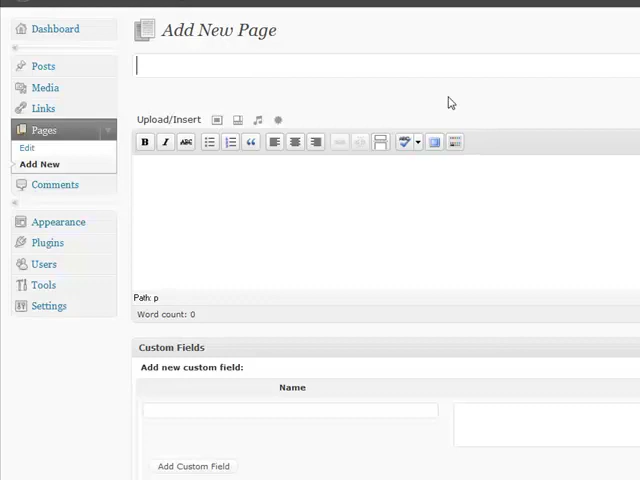 Dashboard
Add New Page
Posts
Media
Links
Pages
Edit
Add New
Comments
Appearance
Plugins
Users
Tools
Settings
Upload/Insert
B I ABC
ABC
Path: p
Word count: 0
Custom Fields
Add new custom field:
Name
Add Custom Field